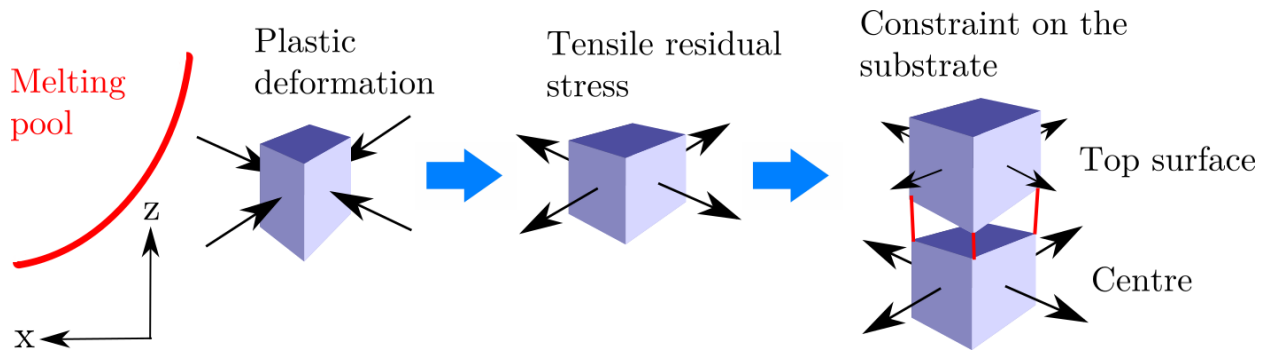 Melting
pool
z
x
Plastic
deformation
Tensile residual
stress
Constraint on the
substrate
Top surface
Centre